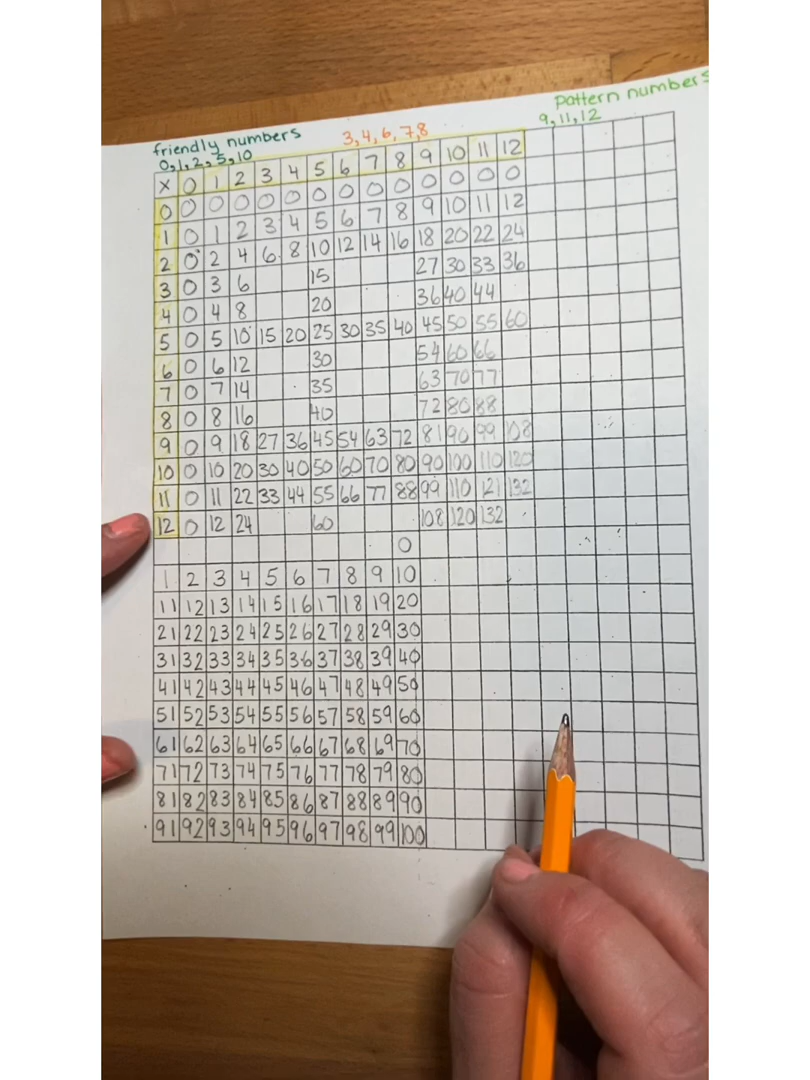 pattern numbers
friendly numbers 3, 4, 6, 7, 8 9, 11, 12
0, 1, 2, 5, 10
X 0 1 2 3 4 5 6 7 8 9 10 11 12
0 0 0 0 0 0 0 0 0 0 0 0 0 0
1 0 1 2 3 4 5 6 7 8 9 10 11 12
2 0 2 4 6 8 10 12 14 16 18 20 22 24
3 0 3 6 15 27 30 33 36
4 0 4 8 20 36 40 44
5 0 5 10 15 20 25 30 35 40 45 50 55 60
6 0 6 12 30 54 60 66
7 0 7 14 35 63 70 77
8 0 8 16 40 72 80 88
9 0 9 18 27 36 45 54 63 72 81 90 99 108
10 0 10 20 30 40 50 60 70 80 90 100 110 120
11 0 11 22 33 44 55 66 77 88 99 110 121 132
12 0 12 24 60 108 120 132
0
1 2 3 4 5 6 7 8 9 10
11 12 13 14 15 16 17 18 19 20
21 22 23 24 25 26 27 28 29 30
31 32 33 34 35 36 37 38 39 40
41 42 43 44 45 46 47 48 49 50
51 52 53 54 55 56 57 58 59 60
61 62 63 64 65 66 67 68 69 70
71 72 73 74 75 76 77 78 79 80
81 82 83 84 85 86 87 88 89 90
91 92 93 94 95 96 97 98 99 100